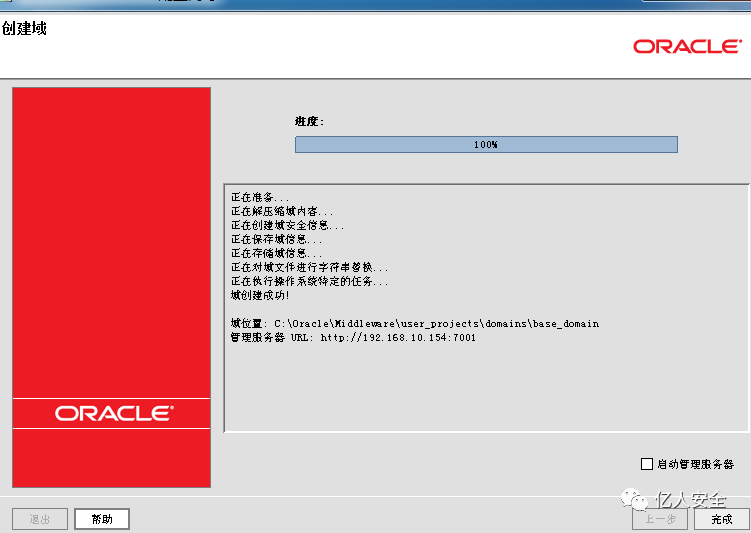 创建域
ORACLE
进度:
100%
正在准备...
正在解压缩域内容...
正在创建域安全信息...
正在保存域信息...
正在存储域信息...
正在对域文件进行字符串替换...
正在执行操作系统特定的任务...
域创建成功!
域位置: C:\Oracle\Middleware\user_projects\domains\base_domain
管理服务器 URL: http://192.168.10.154:7001
ORACLE
启动管理服务器
亿人安全
退出
帮助
上一步
完成